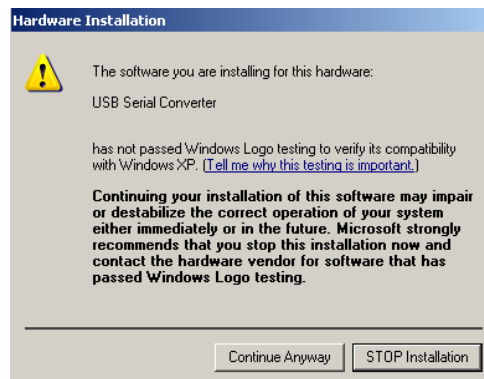 Hardware Installation
The software you are installing for this hardware:
USB Serial Converter
has not passed Windows Logo testing to verify its compatibility
with Windows XP. (Tell me why this testing is important.)
Continuing your installation of this software may impair
or destabilize the correct operation of your system
either immediately or in the future. Microsoft strongly
recommends that you stop this installation now and
contact the hardware vendor for software that has
passed Windows Logo testing.
Continue Anyway
STOP Installation